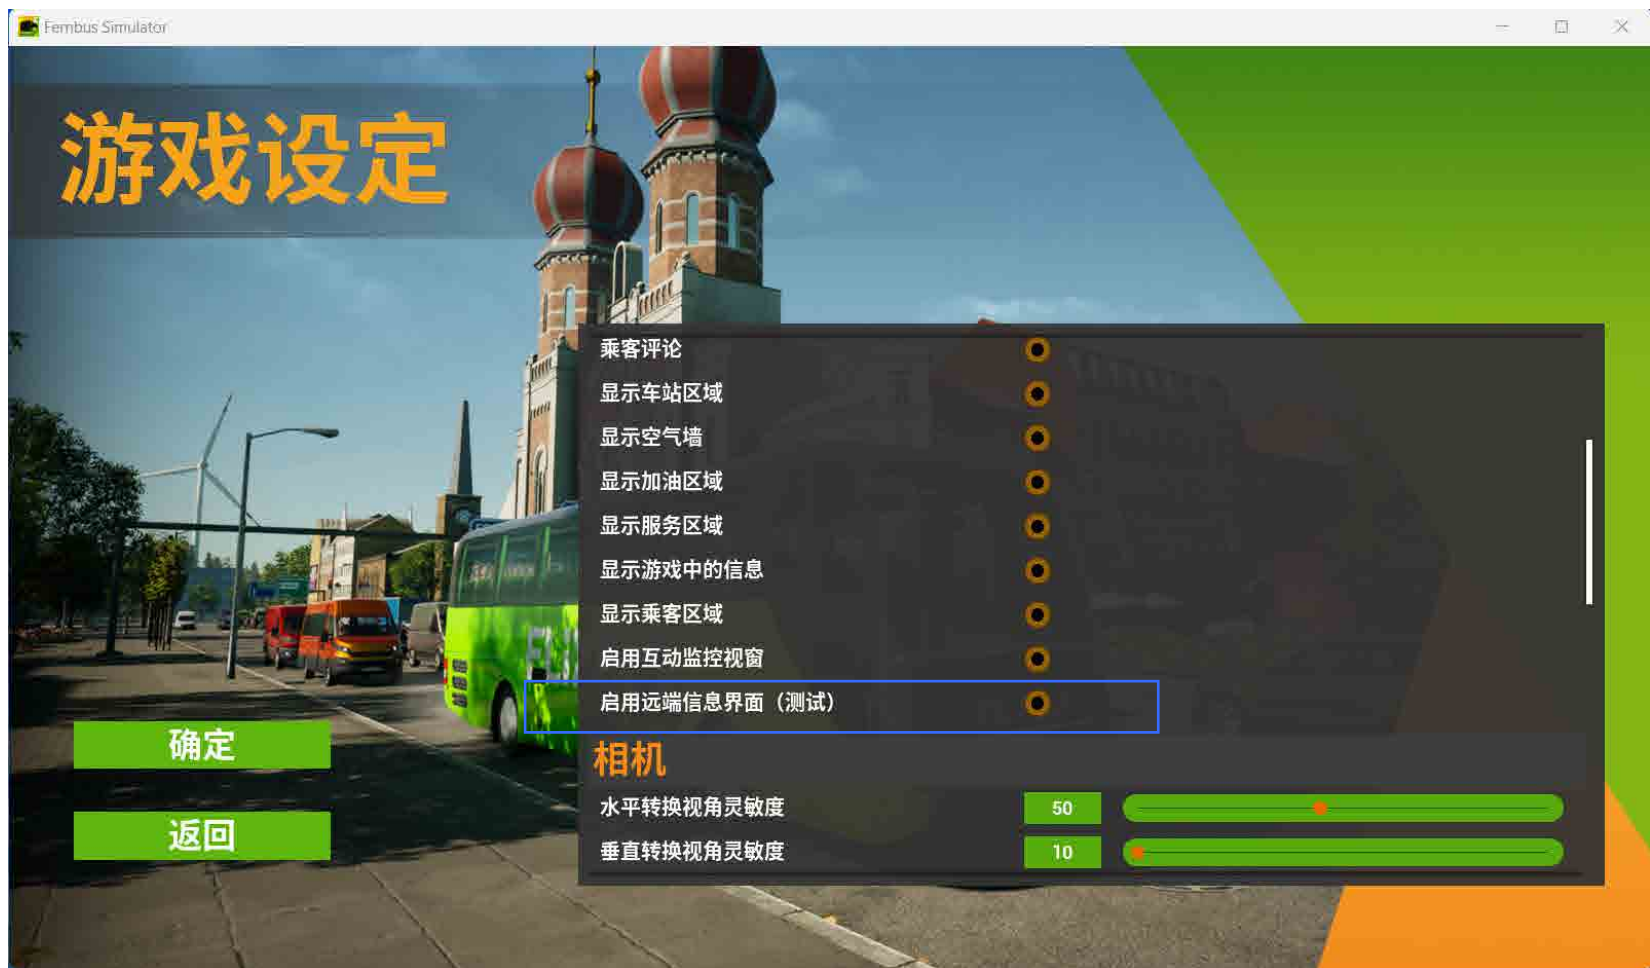 Fernbus Simulator
游戏设定
乘客评论
显示车站区域
显示空气墙
显示加油区域
显示服务区域
显示游戏中的信息
显示乘客区域
启用互动监控视窗
启用远端信息界面（测试）
相机
水平转换视角灵敏度 50
垂直转换视角灵敏度 10
确定
返回